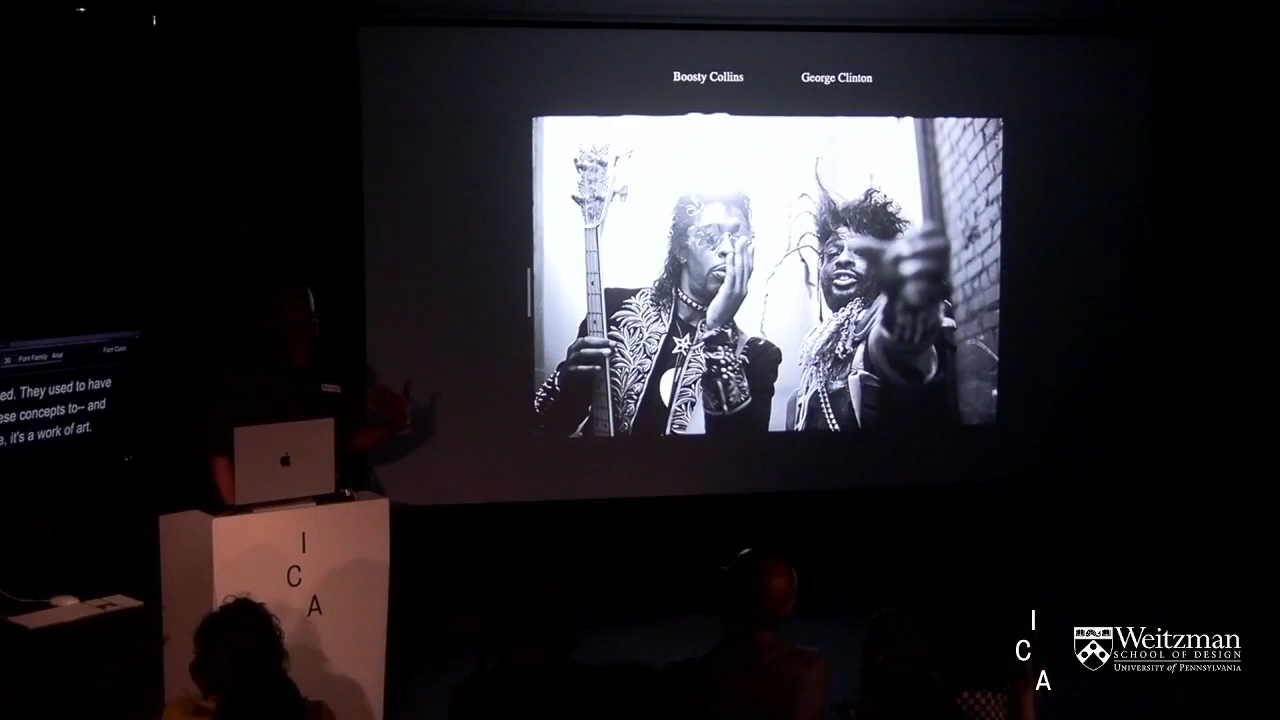 Boosty Collins
George Clinton
30 Font Family Arial
Font Color
ed. They used to have
ese concepts to-- and
e, it's a work of art.
I
C
A
I
C
A
Weitzman
SCHOOL OF DESIGN
UNIVERSITY OF PENNSYLVANIA